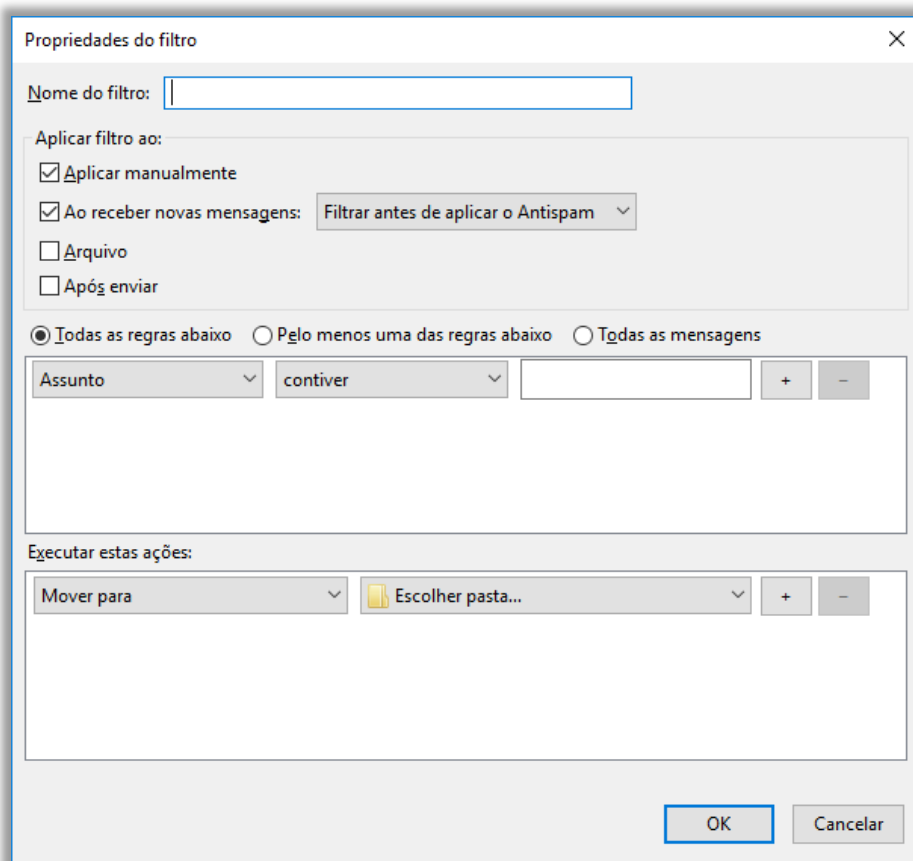 Propriedades do filtro
Nome do filtro:
Aplicar filtro ao:
Aplicar manualmente
Ao receber novas mensagens: Filtrar antes de aplicar o Antispam
Arquivo
Após enviar
Todas as regras abaixo Pelo menos uma das regras abaixo Todas as mensagens
Assunto contiver + -
Executar estas ações:
Mover para Escolher pasta... + -
OK Cancelar